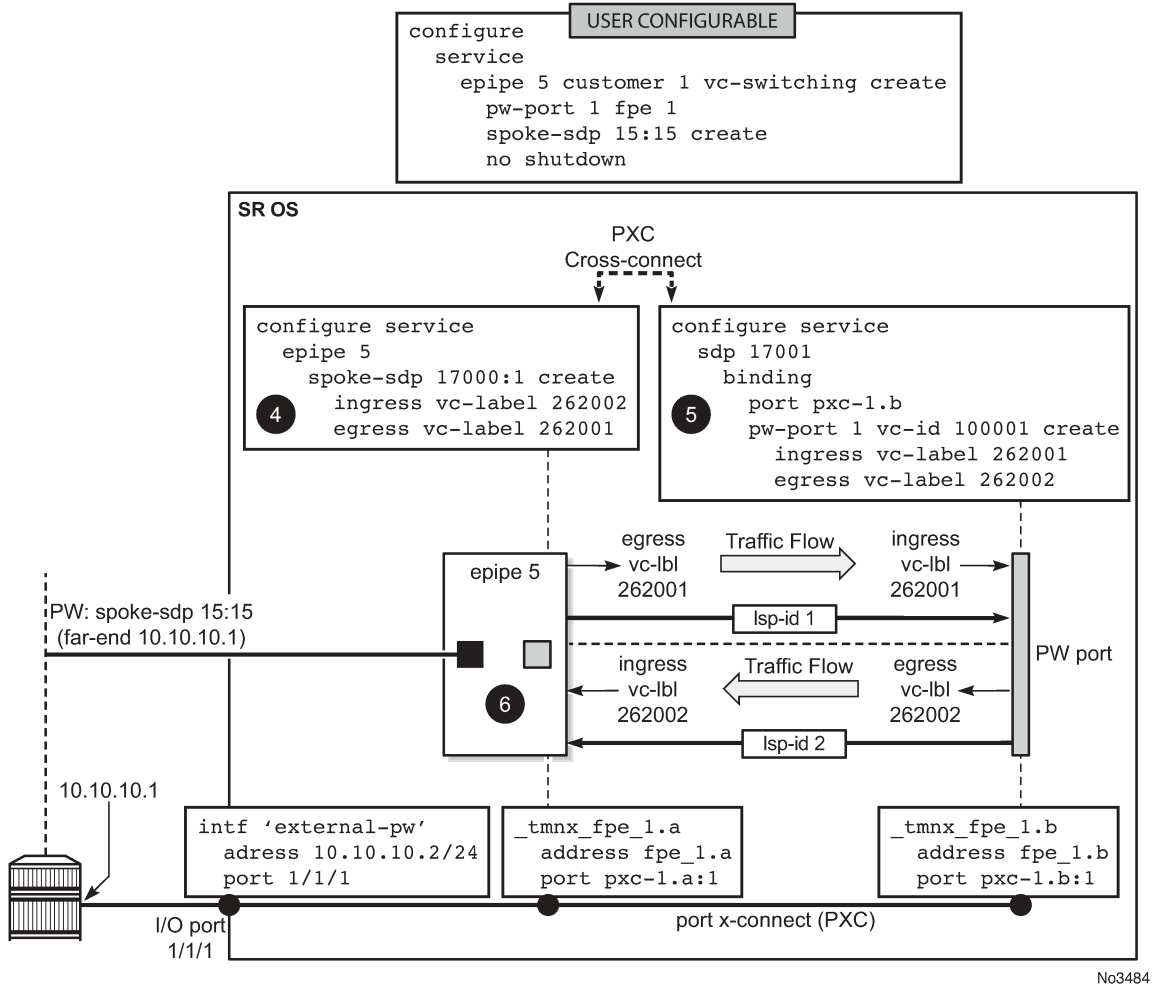 USER CONFIGURABLE
configure
service
epipe 5 customer 1 vc-switching create
pw-port 1 fpe 1
spoke-sdp 15:15 create
no shutdown
SR OS
PXC
Cross-connect
configure service
epipe 5
spoke-sdp 17000:1 create
ingress vc-label 262002
egress vc-label 262001
4
configure service
sdp 17001
binding
port pxc-1.b
pw-port 1 vc-id 100001 create
ingress vc-label 262001
egress vc-label 262002
5
epipe 5
6
egress
vc-lbl
262001
Traffic Flow
ingress
vc-lbl
262001
lsp-id 1
PW: spoke-sdp 15:15
(far-end 10.10.10.1)
ingress
vc-lbl
262002
Traffic Flow
egress
vc-lbl
262002
PW port
lsp-id 2
10.10.10.1
intf ‘external-pw’
adress 10.10.10.2/24
port 1/1/1
_tmnx_fpe_1.a
address fpe_1.a
port pxc-1.a:1
_tmnx_fpe_1.b
address fpe_1.b
port pxc-1.b:1
I/O port
1/1/1
port x-connect (PXC)
No3484